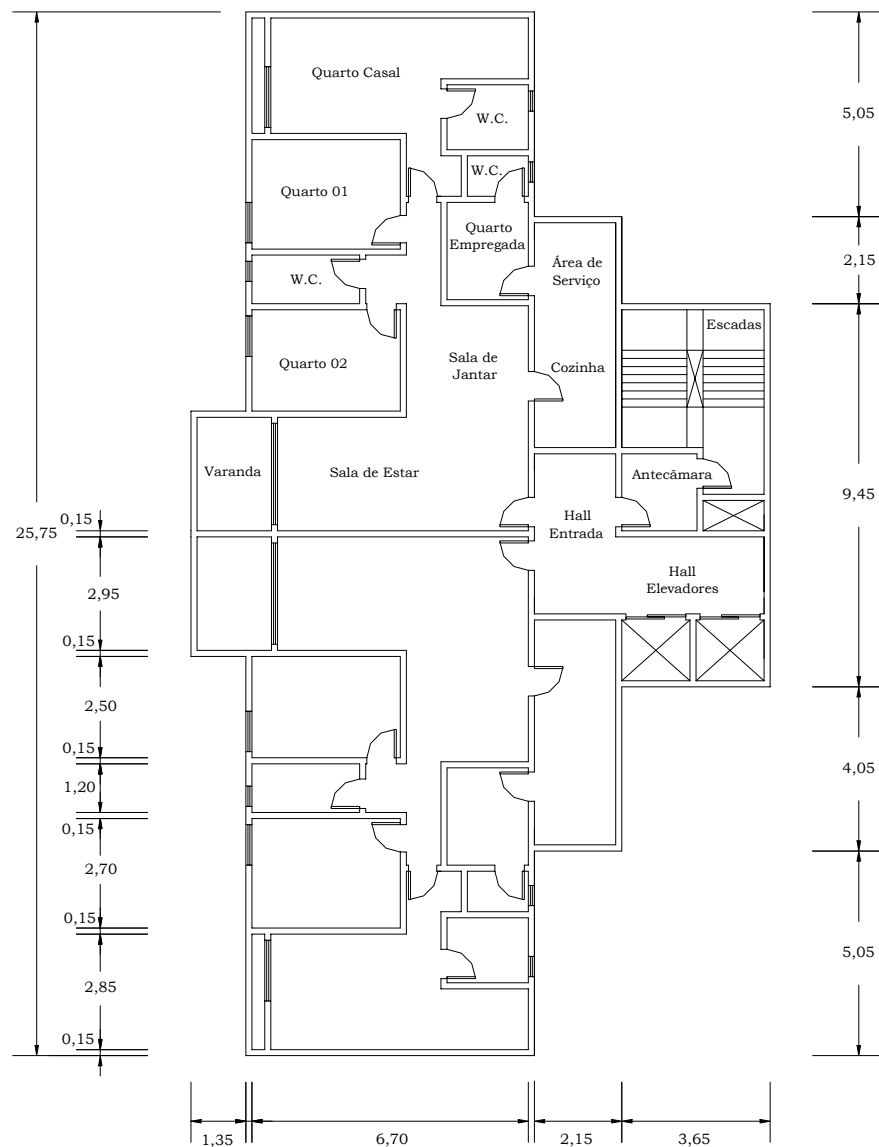 Quarto Casal
W.C.
W.C.
Quarto 01
Quarto
Empregada
Área de
Serviço
W.C.
Escadas
Sala de
Jantar
Quarto 02
Cozinha
Varanda
Sala de Estar
Antecâmara
Hall
Entrada
Hall
Elevadores
5,05
2,15
9,45
4,05
5,05
25,75
0,15
2,95
0,15
2,50
0,15
1,20
0,15
2,70
0,15
2,85
0,15
1,35
6,70
2,15
3,65